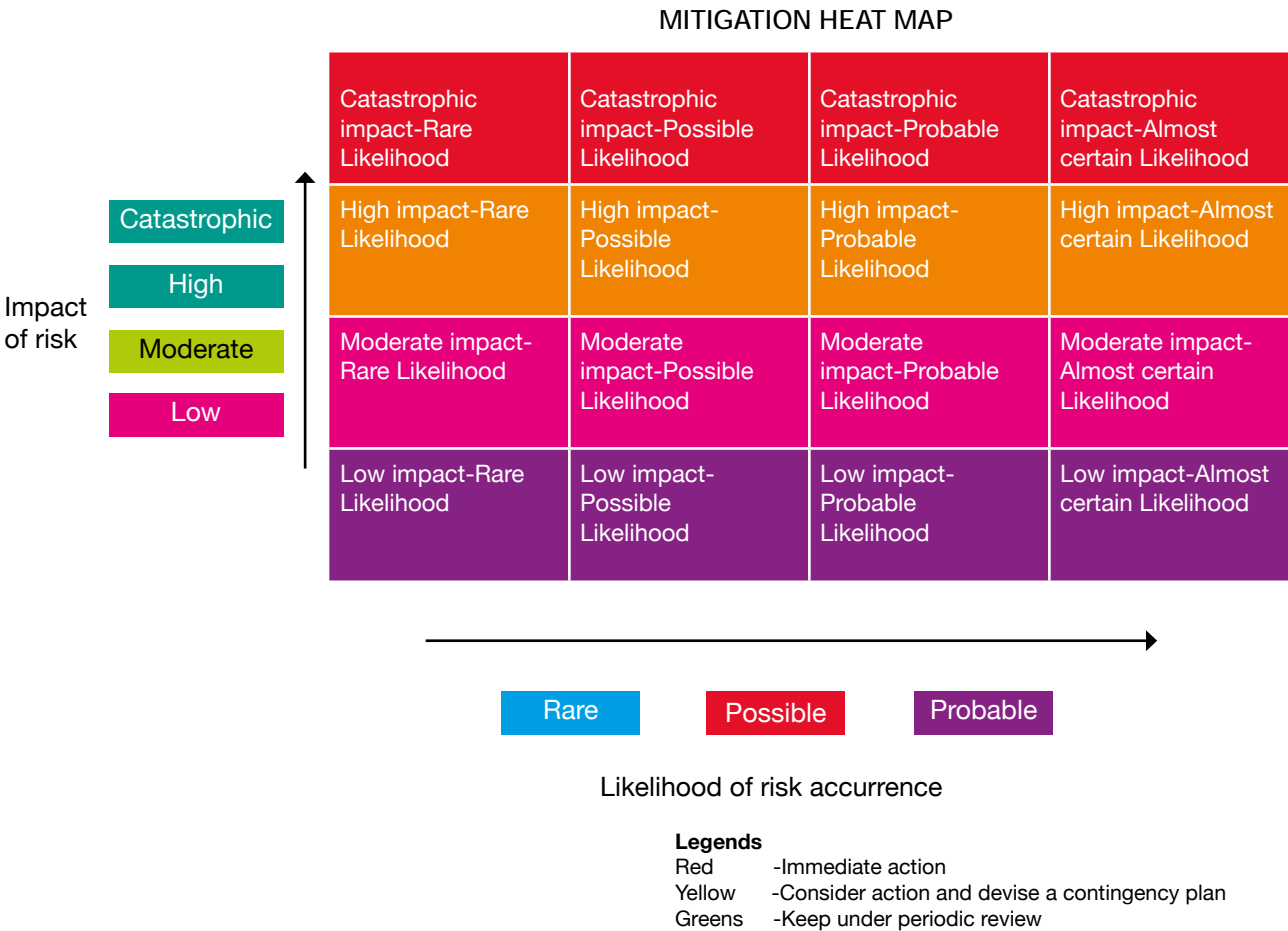 MITIGATION HEAT MAP
Catastrophic
impact-Rare
Likelihood
Catastrophic
impact-Possible
Likelihood
Catastrophic
impact-Probable
Likelihood
Catastrophic
impact-Almost
certain Likelihood
High impact-Rare
Likelihood
High impact-
Possible
Likelihood
High impact-
Probable
Likelihood
High impact-Almost
certain Likelihood
Moderate impact-
Rare Likelihood
Moderate
impact-Possible
Likelihood
Moderate
impact-Probable
Likelihood
Moderate impact-
Almost certain
Likelihood
Low impact-Rare
Likelihood
Low impact-
Possible
Likelihood
Low impact-
Probable
Likelihood
Low impact-Almost
certain Likelihood
Impact
of risk
Catastrophic
High
Moderate
Low
Rare
Possible
Probable
Likelihood of risk accurrence
Legends
Red -Immediate action
Yellow -Consider action and devise a contingency plan
Greens -Keep under periodic review